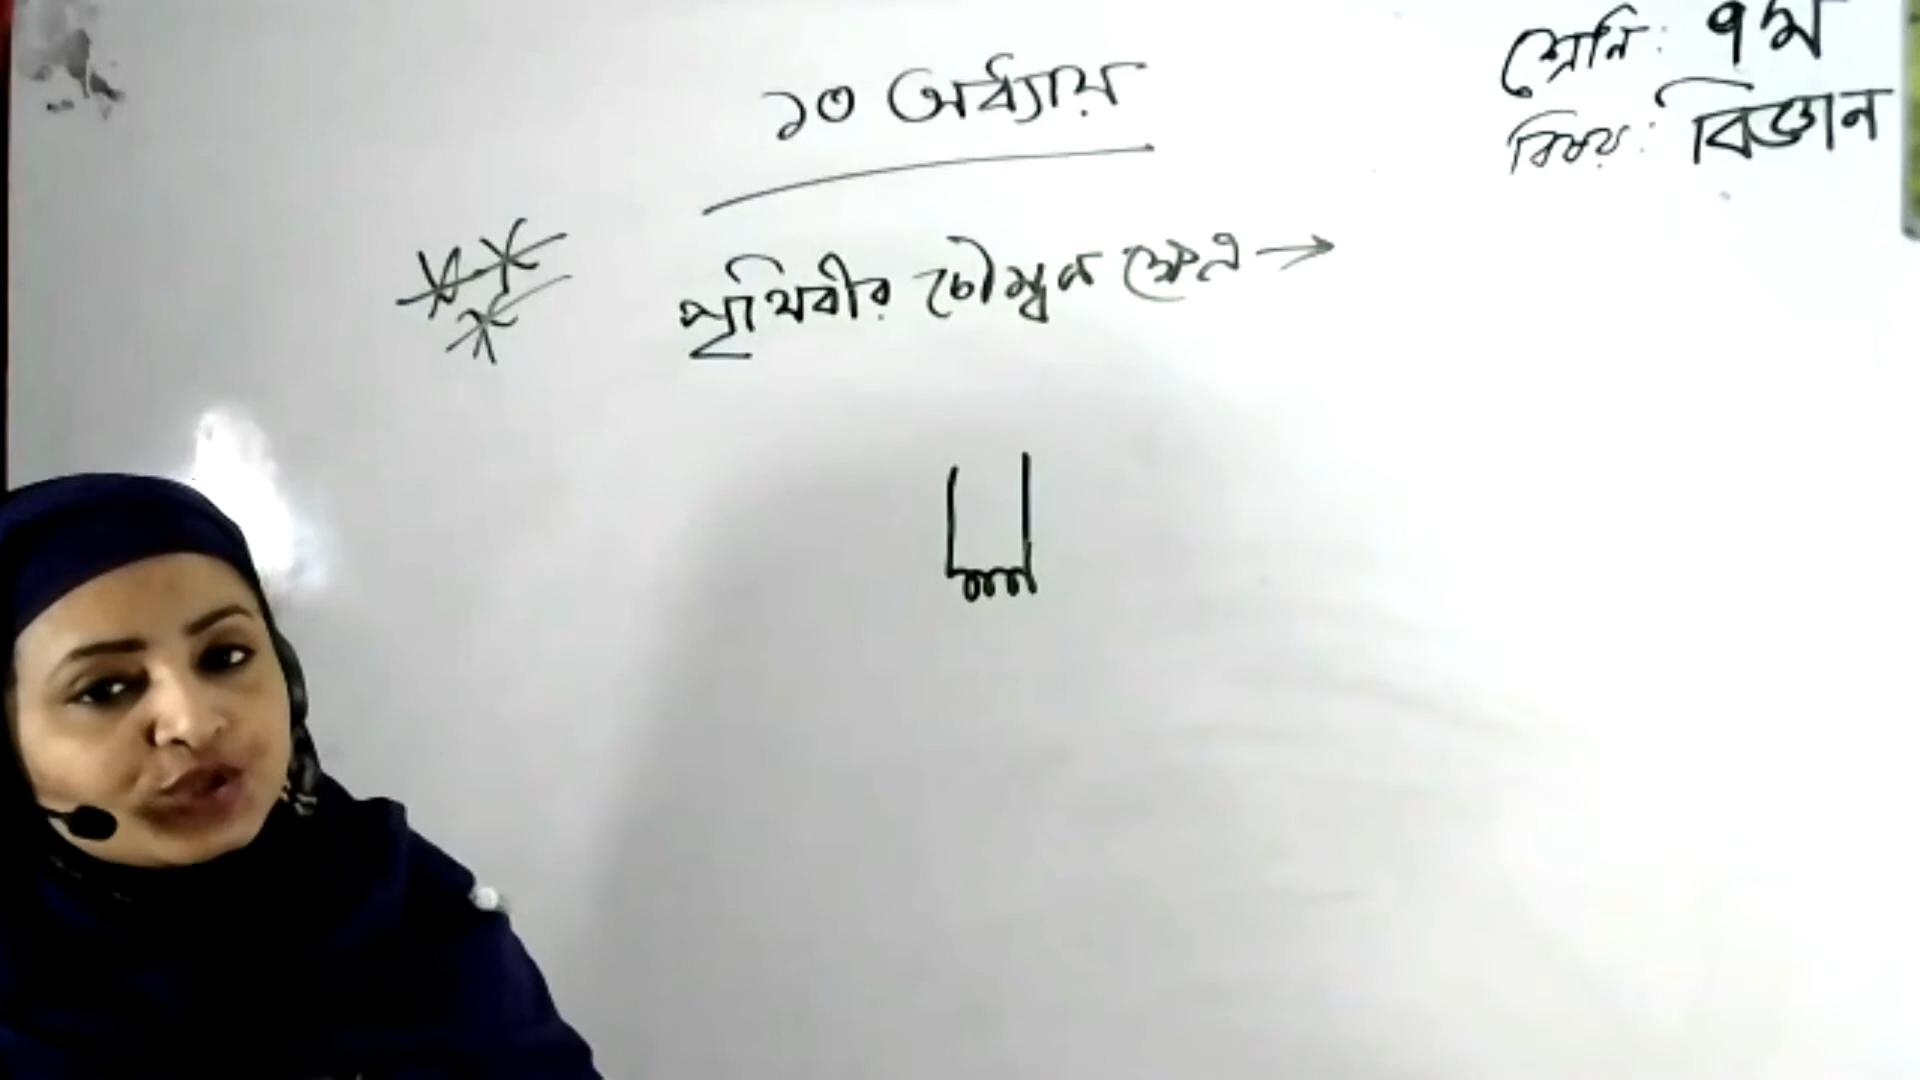 ১৩ অধ্যায়
শ্রেনি: ৭ম
বিষয়: বিজ্ঞান
পৃথিবীর চৌম্বক ক্ষেত্র →